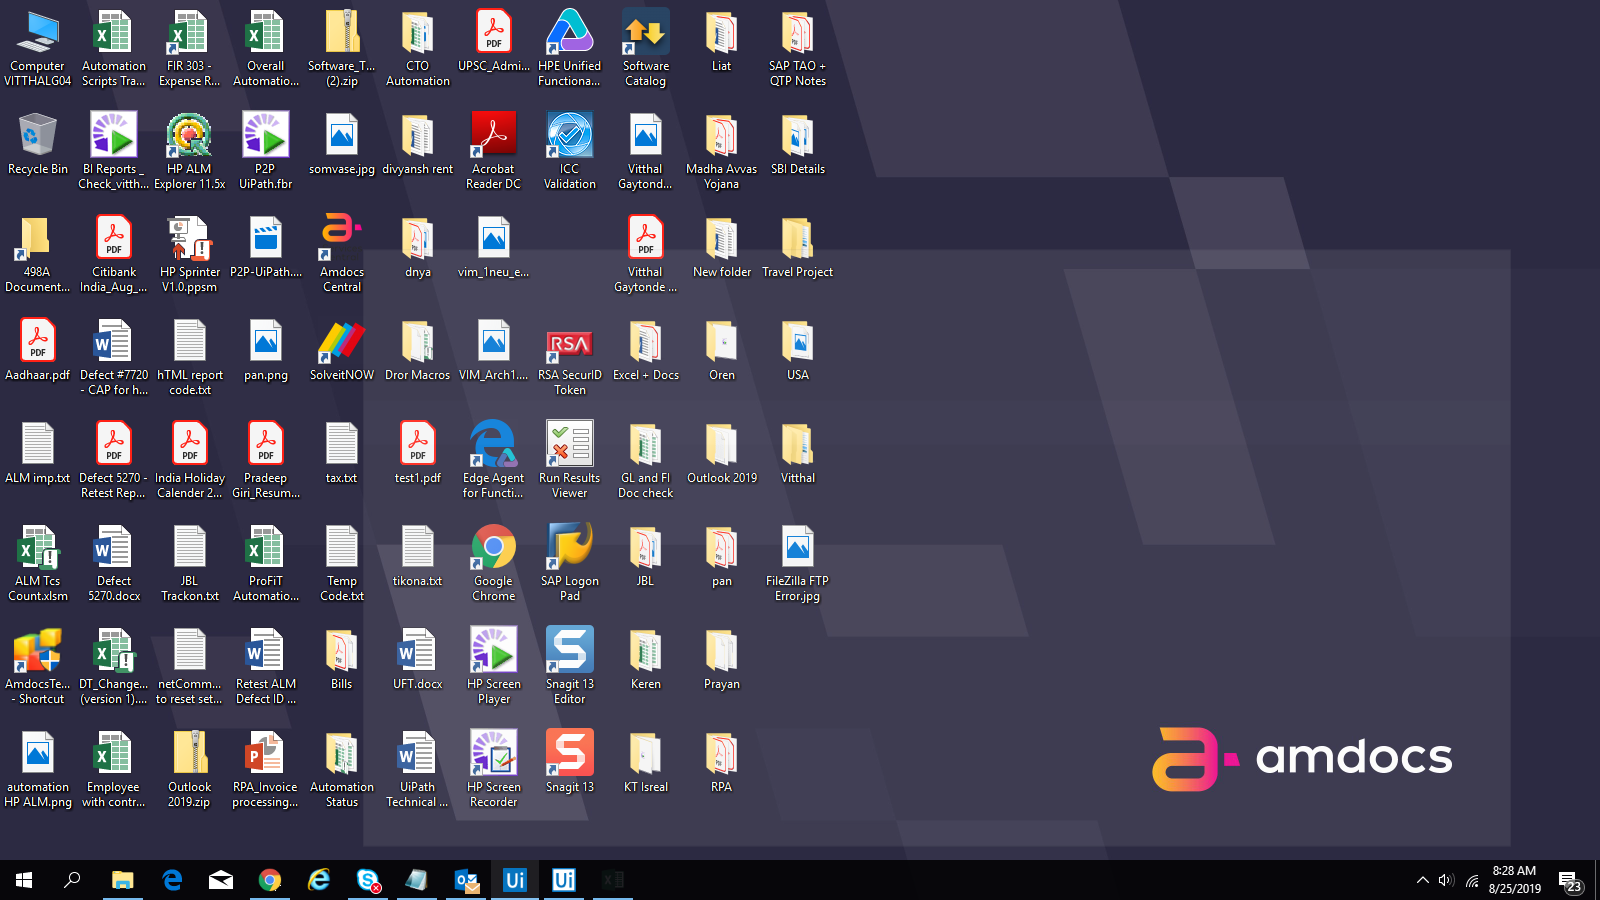 Computer
VITTHALG04
Automation
Scripts Tra...
FIR 303 -
Expense R...
Overall
Automatio...
Software_T...
(2).zip
CTO
Automation
UPSC_Admi...
HPE Unified
Functiona...
Software
Catalog
Liat
SAP TAO +
QTP Notes
Recycle Bin
BI Reports _
Check_vitth...
HP ALM
Explorer 11.5x
P2P
UiPath.fbr
somvase.jpg
divyansh rent
Acrobat
Reader DC
ICC
Validation
Vitthal
Gaytond...
Madha Avvas
Yojana
SBI Details
498A
Document...
Citibank
India_Aug_...
HP Sprinter
V1.0.ppsm
P2P-UiPath....
Amdocs
Central
dnya
vim_1neu_e...
Vitthal
Gaytonde ...
New folder
Travel Project
Aadhaar.pdf
Defect #7720
- CAP for h...
hTML report
code.txt
pan.png
SolveitNOW
Dror Macros
VIM_Arch1....
RSA
RSA SecurID
Token
Excel + Docs
Oren
USA
ALM imp.txt
Defect 5270 -
Retest Rep...
India Holiday
Calender 2...
Pradeep
Giri_Resum...
tax.txt
test1.pdf
Edge Agent
for Functi...
Run Results
Viewer
GL and FI
Doc check
Outlook 2019
Vitthal
ALM Tcs
Count.xlsm
Defect
5270.docx
JBL
Trackon.txt
ProFiT
Automatio...
Temp
Code.txt
tikona.txt
Google
Chrome
SAP Logon
Pad
JBL
pan
FileZilla FTP
Error.jpg
AmdocsTe...
- Shortcut
DT_Change...
(version 1)....
netComm...
to reset set...
Retest ALM
Defect ID ...
Bills
UFT.docx
HP Screen
Player
Snagit 13
Editor
Keren
Prayan
automation
HP ALM.png
Employee
with contr...
Outlook
2019.zip
RPA_Invoice
processing...
Automation
Status
UiPath
Technical ...
HP Screen
Recorder
Snagit 13
KT Isreal
RPA
amdocs
Ui
Ui
8:28 AM
8/25/2019
23